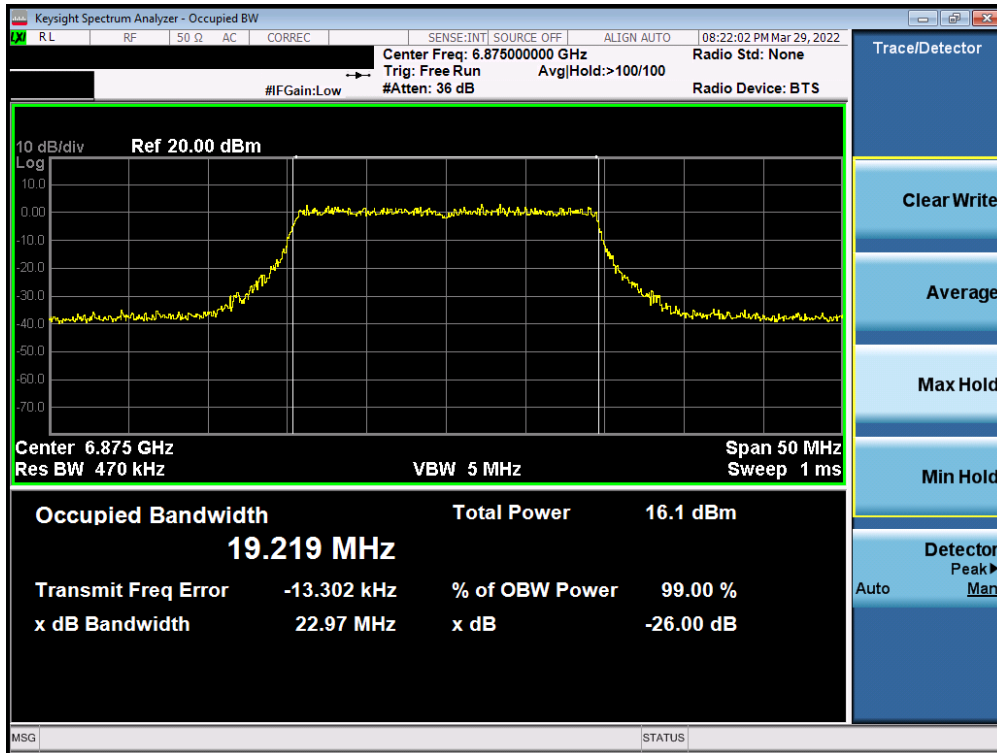 Keysight Spectrum Analyzer - Occupied BW
LXI RL RF 50 Ω AC CORREC SENSE:INT SOURCE OFF ALIGN AUTO 08:22:02 PM Mar 29, 2022
Center Freq: 6.875000000 GHz Radio Std: None
Trig: Free Run Avg|Hold:>100/100
#IFGain:Low #Atten: 36 dB Radio Device: BTS
10 dB/div Ref 20.00 dBm
Log
10.0
0.00
-10.0
-20.0
-30.0
-40.0
-50.0
-60.0
-70.0
Center 6.875 GHz Span 50 MHz
Res BW 470 kHz VBW 5 MHz Sweep 1 ms
Occupied Bandwidth Total Power 16.1 dBm
19.219 MHz
Transmit Freq Error -13.302 kHz % of OBW Power 99.00 %
x dB Bandwidth 22.97 MHz x dB -26.00 dB
MSG STATUS
Trace/Detector
Clear Write
Average
Max Hold
Min Hold
Detector
Peak▶
Auto Man